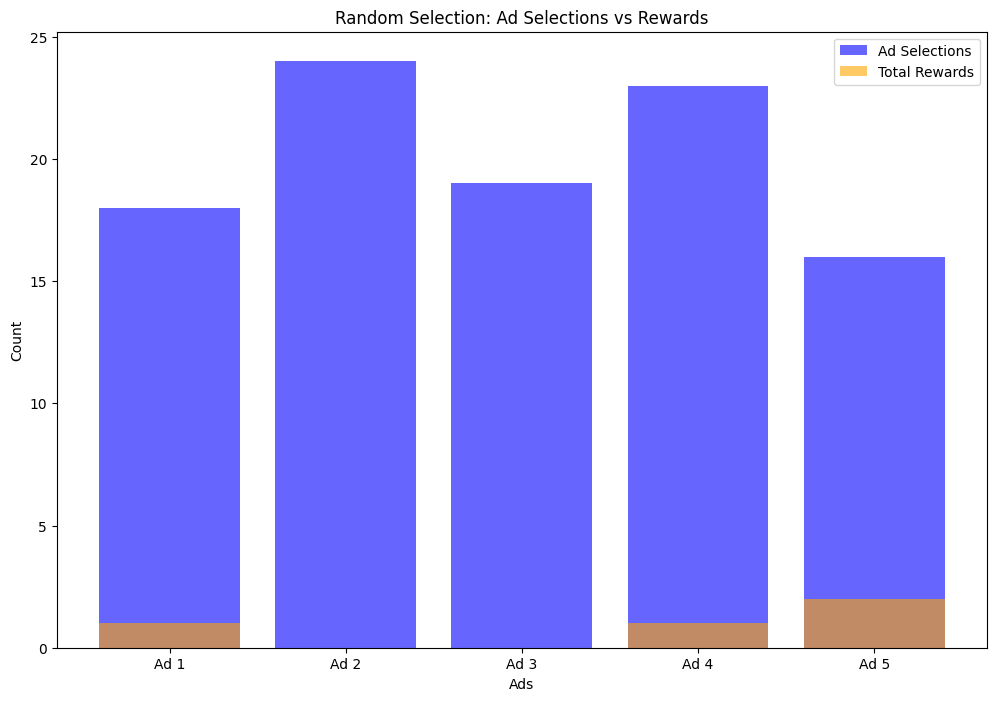 Random Selection: Ad Selections vs Rewards
Ad Selections
Total Rewards
25
20
15
10
5
0
Count
Ad 1
Ad 2
Ad 3
Ad 4
Ad 5
Ads